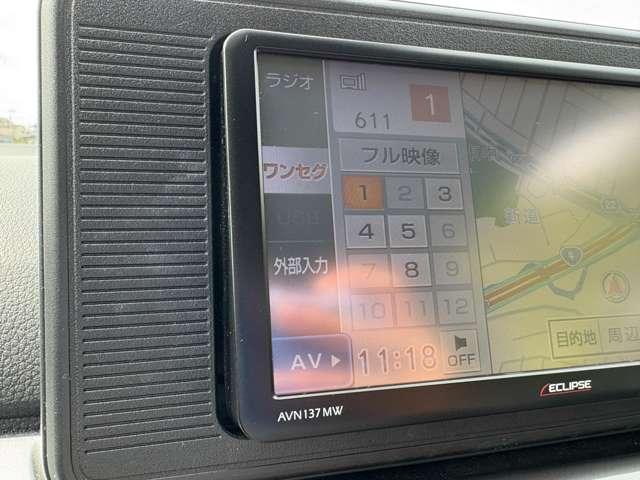 ラジオ
1
611
ワンセグ
フル映像
1 2 3
USB
4 5 6
外部入力
7 8 9
10 11 12
街道
目的地 周辺
AV
11:18
OFF
ECLIPSE
AVN137MW